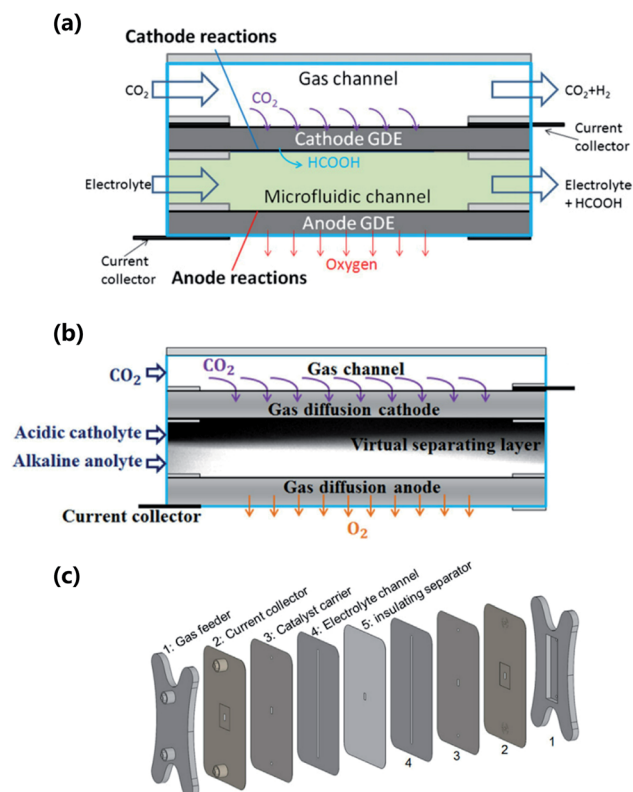 (a)
Cathode reactions
Gas channel
CO2
CO2
CO2+H2
Cathode GDE
Current
collector
HCOOH
Electrolyte
Microfluidic channel
Electrolyte
+ HCOOH
Anode GDE
Current
collector
Anode reactions
Oxygen
(b)
CO2
CO2
Gas channel
Gas diffusion cathode
Acidic catholyte
Virtual separating layer
Alkaline anolyte
Gas diffusion anode
Current collector
O2
(c)
1: Gas feeder
2: Current collector
3: Catalyst carrier
4: Electrolyte channel
5: insulating separator
4
3
2
1